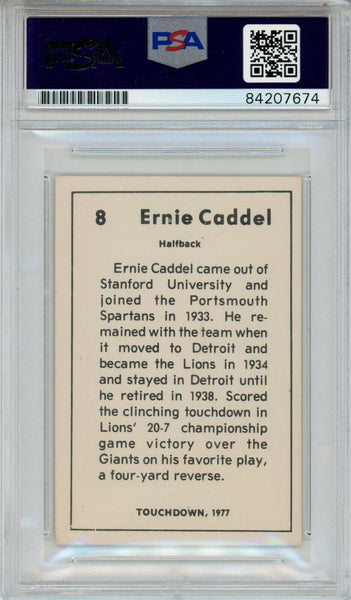 PSA
PSA
84207674
8 Ernie Caddel
Halfback
Ernie Caddel came out of
Stanford University and
joined the Portsmouth
Spartans in 1933. He re-
mained with the team when
it moved to Detroit and
became the Lions in 1934
and stayed in Detroit until
he retired in 1938. Scored
the clinching touchdown in
Lions' 20-7 championship
game victory over the
Giants on his favorite play,
a four-yard reverse.
TOUCHDOWN, 1977